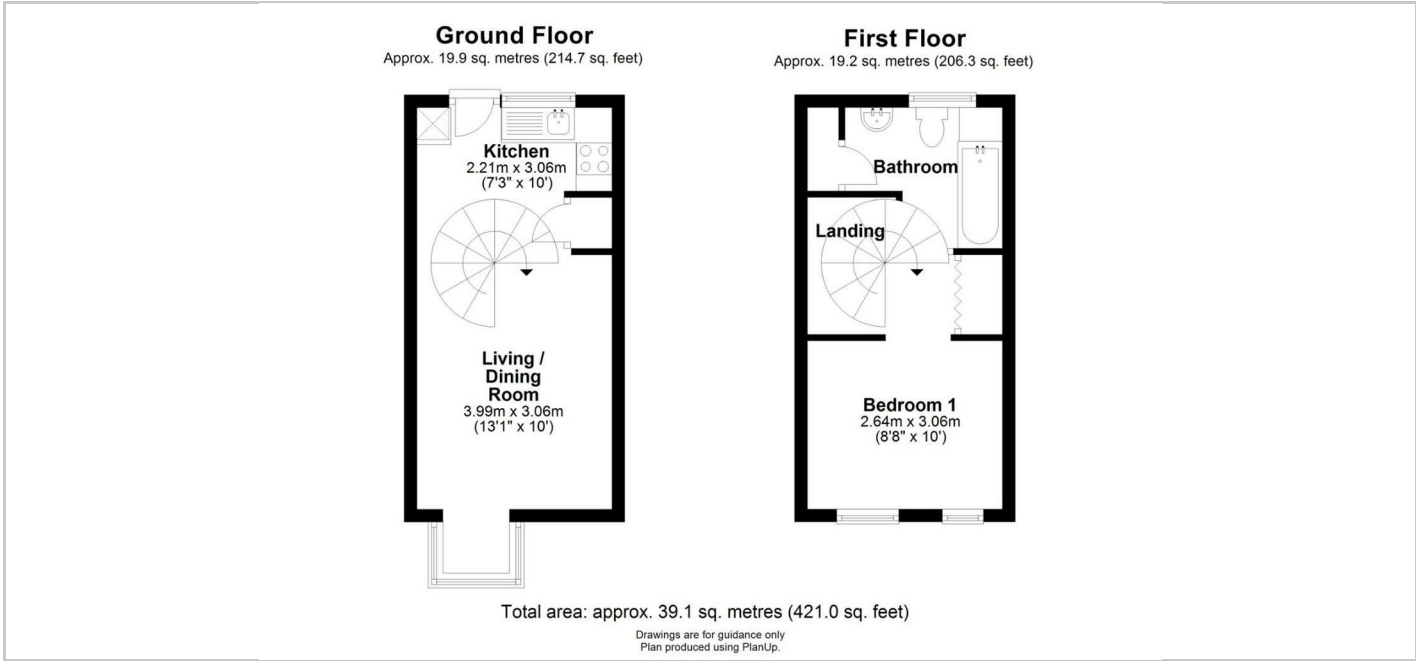 Ground Floor
Approx. 19.9 sq. metres (214.7 sq. feet)
Kitchen
2.21m x 3.06m
(7'3" x 10')
Living /
Dining
Room
3.99m x 3.06m
(13'1" x 10')
First Floor
Approx. 19.2 sq. metres (206.3 sq. feet)
Bathroom
Landing
Bedroom 1
2.64m x 3.06m
(8'8" x 10')
Total area: approx. 39.1 sq. metres (421.0 sq. feet)
Drawings are for guidance only
Plan produced using PlanUp.